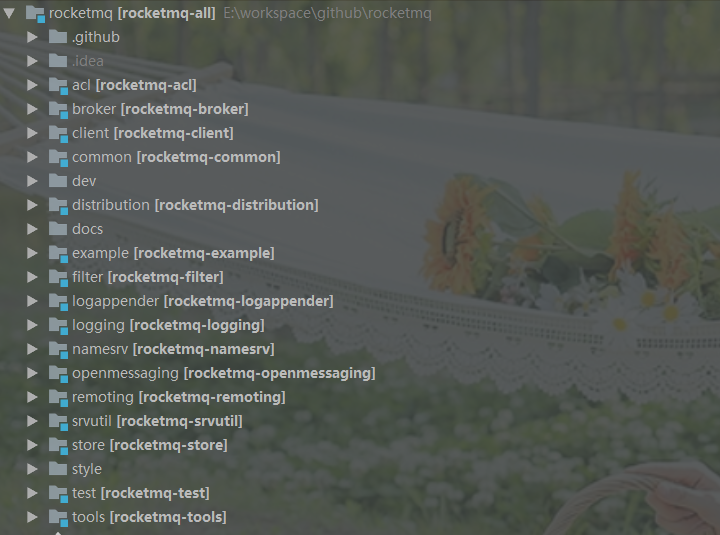 rocketmq [rocketmq-all] E:\workspace\github\rocketmq
.github
.idea
acl [rocketmq-acl]
broker [rocketmq-broker]
client [rocketmq-client]
common [rocketmq-common]
dev
distribution [rocketmq-distribution]
docs
example [rocketmq-example]
filter [rocketmq-filter]
logappender [rocketmq-logappender]
logging [rocketmq-logging]
namesrv [rocketmq-namesrv]
openmessaging [rocketmq-openmessaging]
remoting [rocketmq-remoting]
srvutil [rocketmq-srvutil]
store [rocketmq-store]
style
test [rocketmq-test]
tools [rocketmq-tools]